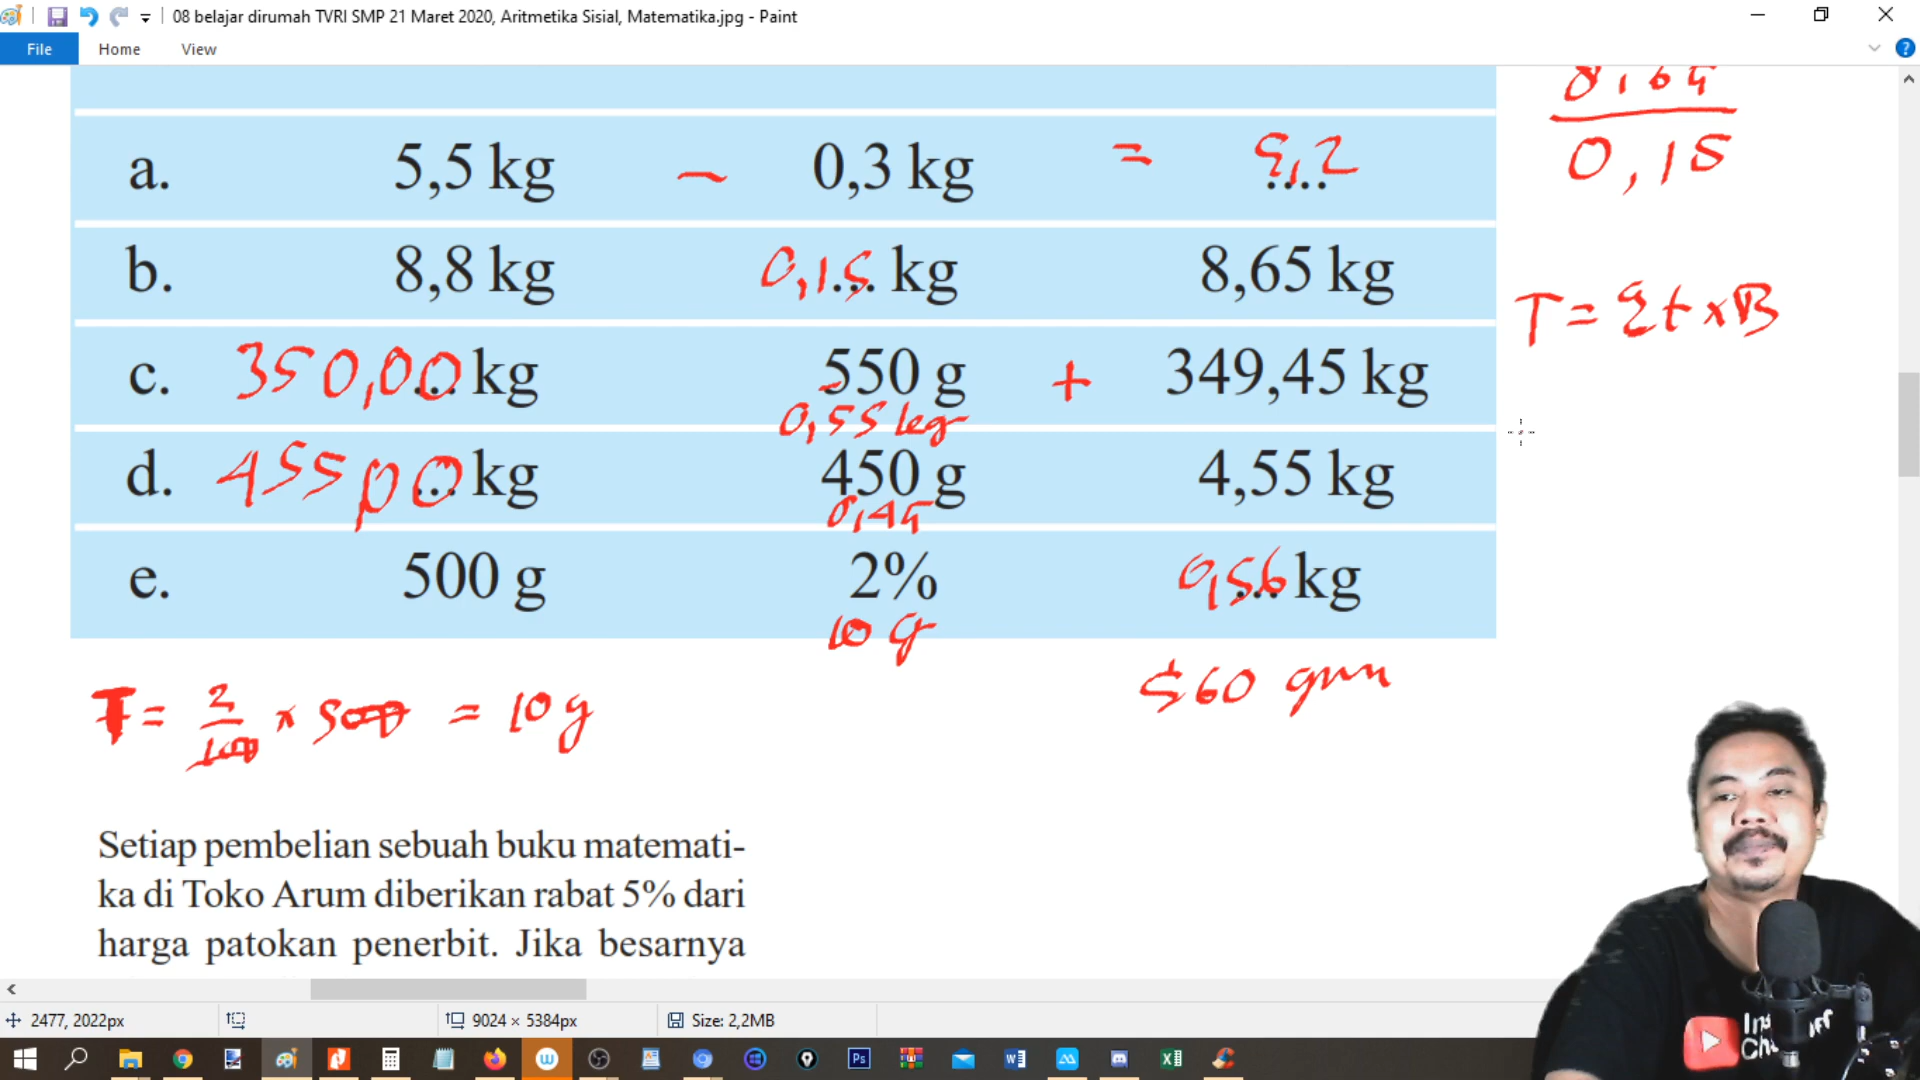 08 belajar dirumah TVRI SMP 21 Maret 2020, Aritmetika Sisial, Matematika.jpg - Paint
File Home View
8,65
0,15
a. 5,5 kg - 0,3 kg = 5,2 ....
b. 8,8 kg 0,15 ... kg 8,65 kg
T = %t x B
c. 350,00 ... kg 550 g + 349,45 kg
0,55 kg
d. 455,00 ... kg 450 g 4,55 kg
0,45
e. 500 g 2% 0,56 ... kg
10 g
560 gram
T = 2/100 x 500 = 10 g
Setiap pembelian sebuah buku matemati-
ka di Toko Arum diberikan rabat 5% dari
harga patokan penerbit. Jika besarnya
2477, 2022px 9024 × 5384px Size: 2,2MB